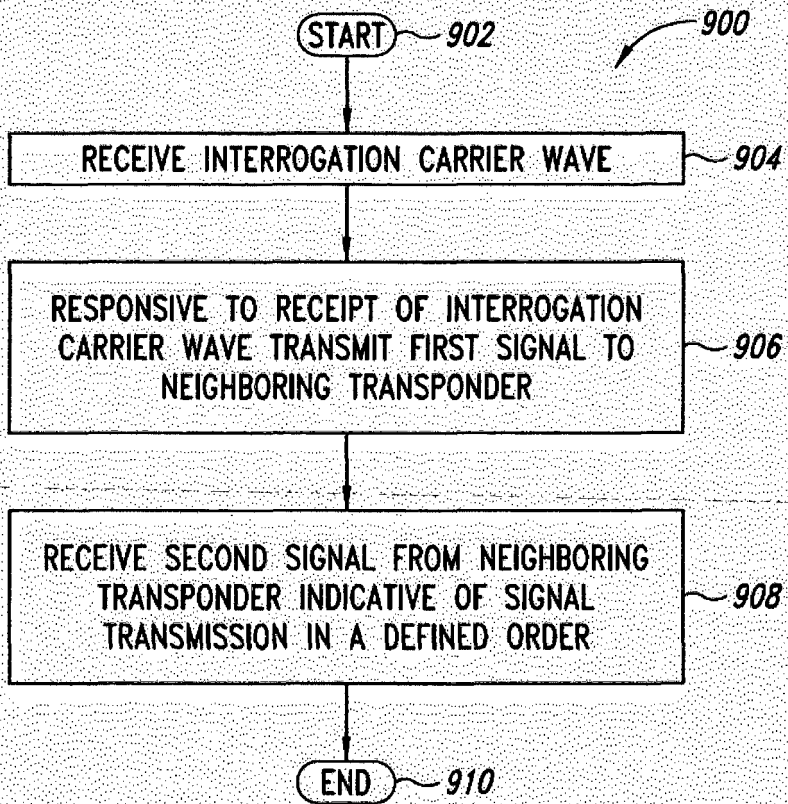 START 902
900
RECEIVE INTERROGATION CARRIER WAVE 904
RESPONSIVE TO RECEIPT OF INTERROGATION
CARRIER WAVE TRANSMIT FIRST SIGNAL TO
NEIGHBORING TRANSPONDER
906
RECEIVE SECOND SIGNAL FROM NEIGHBORING
TRANSPONDER INDICATIVE OF SIGNAL
TRANSMISSION IN A DEFINED ORDER
908
END 910